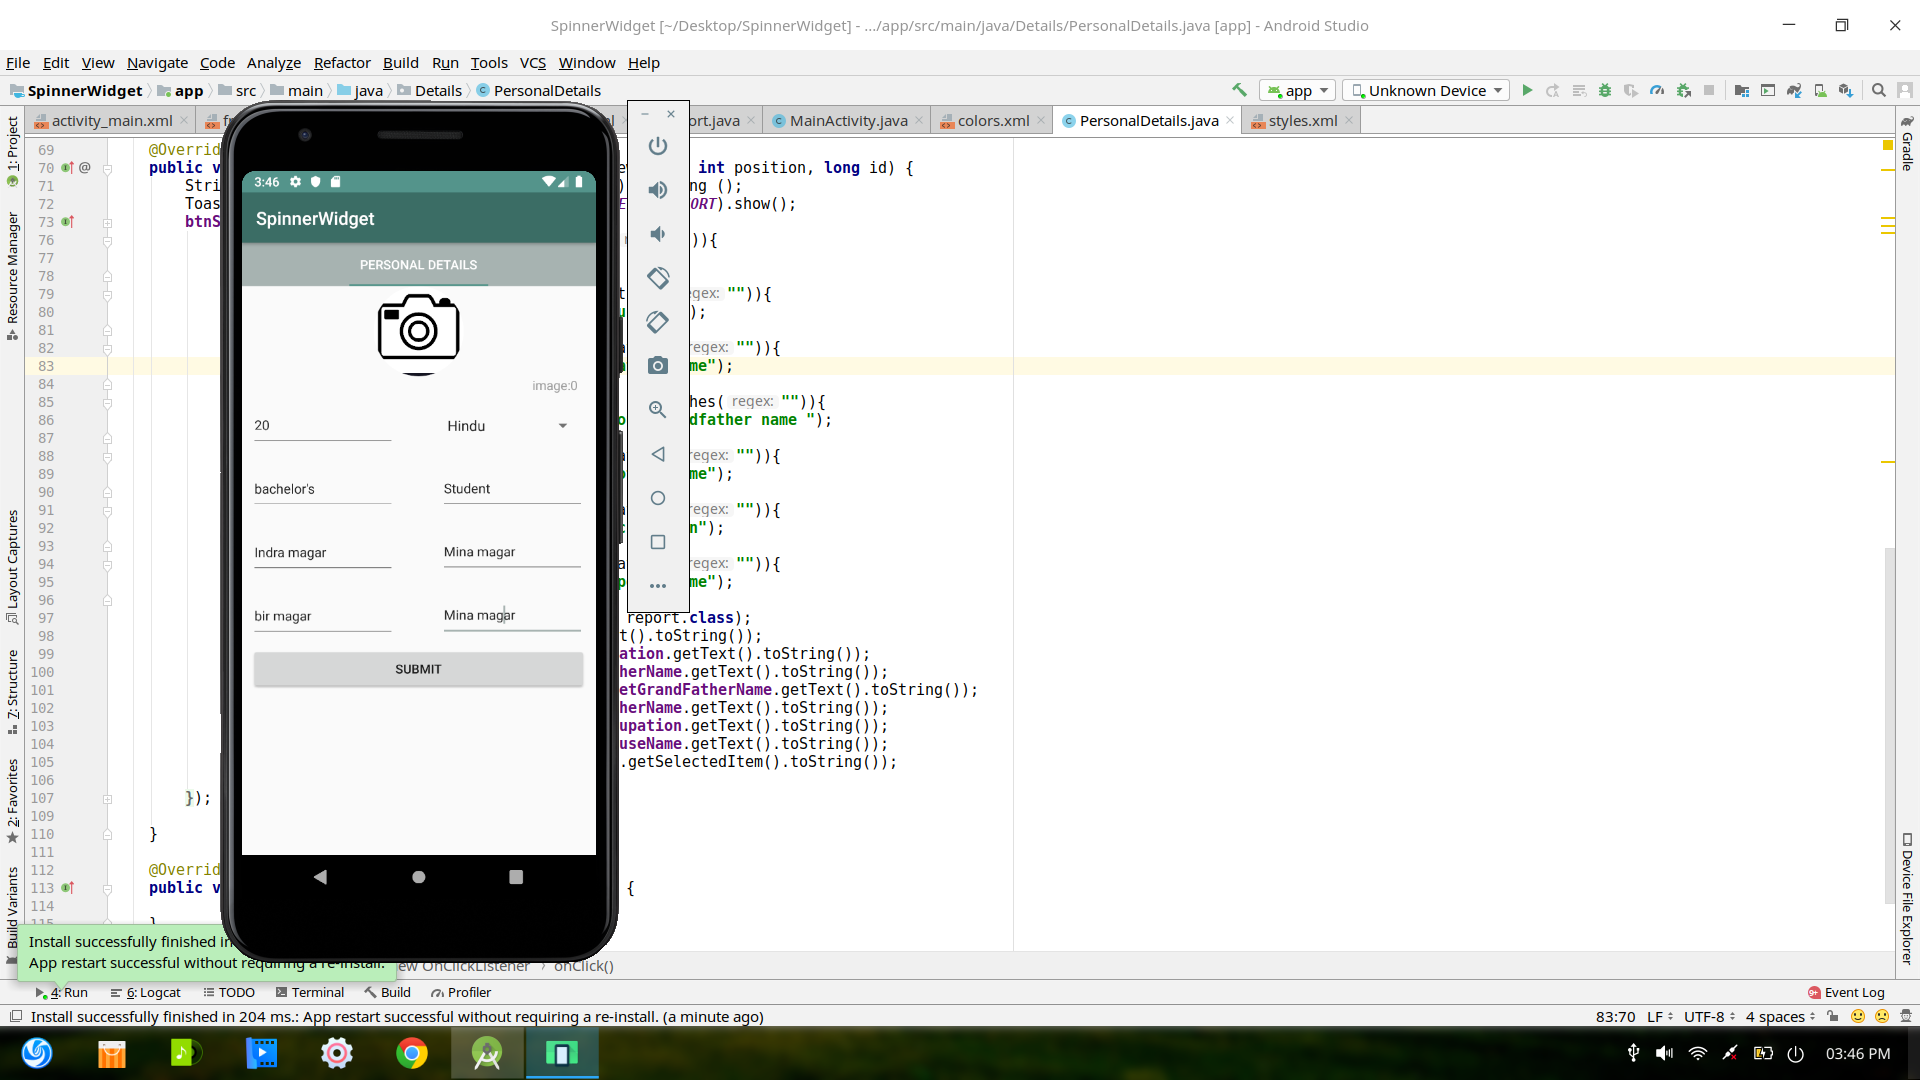 SpinnerWidget [~/Desktop/SpinnerWidget] - .../app/src/main/java/Details/PersonalDetails.java [app] - Android Studio
File Edit View Navigate Code Analyze Refactor Build Run Tools VCS Window Help
SpinnerWidget app src main java Details PersonalDetails
app Unknown Device
activity_main.xml ort.java MainActivity.java colors.xml PersonalDetails.java styles.xml
1: Project
Resource Manager
Layout Captures
7: Structure
2: Favorites
Build Variants
Gradle
Device File Explorer
69 @Overrid
70 @ public v int position, long id) {
71 Stri ng ();
72 Toas ORT).show();
73 btnS
76 )){
77
78
79 egex: "")){
80 );
81
82 regex: "")){
83 me");
84
85 hes( regex: "")){
86 dfather name ");
87
88 regex: "")){
89 me");
90
91 regex: "")){
92 n");
93
94 regex: "")){
95 me");
96
97 report.class);
98 t().toString());
99 ation.getText().toString());
100 herName.getText().toString());
101 etGrandFatherName.getText().toString());
102 herName.getText().toString());
103 upation.getText().toString());
104 useName.getText().toString());
105 .getSelectedItem().toString());
106
107 });
109
110 }
111
112 @Overrid
113 public v {
114
115 }
3:46
SpinnerWidget
PERSONAL DETAILS
image:0
20 Hindu
bachelor's Student
Indra magar Mina magar
bir magar Mina magar
SUBMIT
Install successfully finished in
App restart successful without requiring a re-install.
ew OnClickListener onClick()
4: Run 6: Logcat TODO Terminal Build Profiler Event Log
Install successfully finished in 204 ms.: App restart successful without requiring a re-install. (a minute ago) 83:70 LF UTF-8 4 spaces
03:46 PM